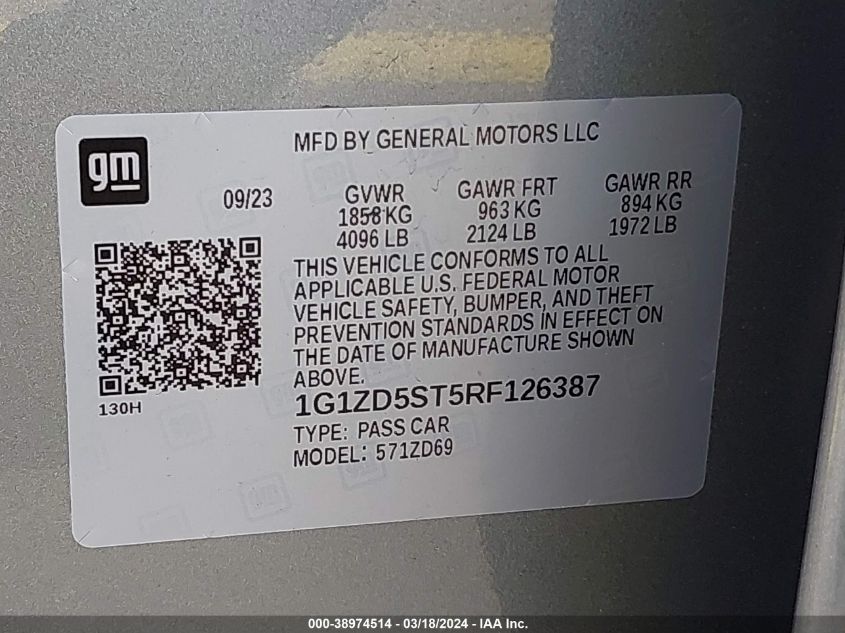 gm
MFD BY GENERAL MOTORS LLC
09/23
GVWR
1858 KG
4096 LB
GAWR FRT
963 KG
2124 LB
GAWR RR
894 KG
1972 LB
THIS VEHICLE CONFORMS TO ALL
APPLICABLE U.S. FEDERAL MOTOR
VEHICLE SAFETY, BUMPER, AND THEFT
PREVENTION STANDARDS IN EFFECT ON
THE DATE OF MANUFACTURE SHOWN
ABOVE.
130H
1G1ZD5ST5RF126387
TYPE: PASS CAR
MODEL: 571ZD69
000-38974514 - 03/18/2024 - IAA Inc.